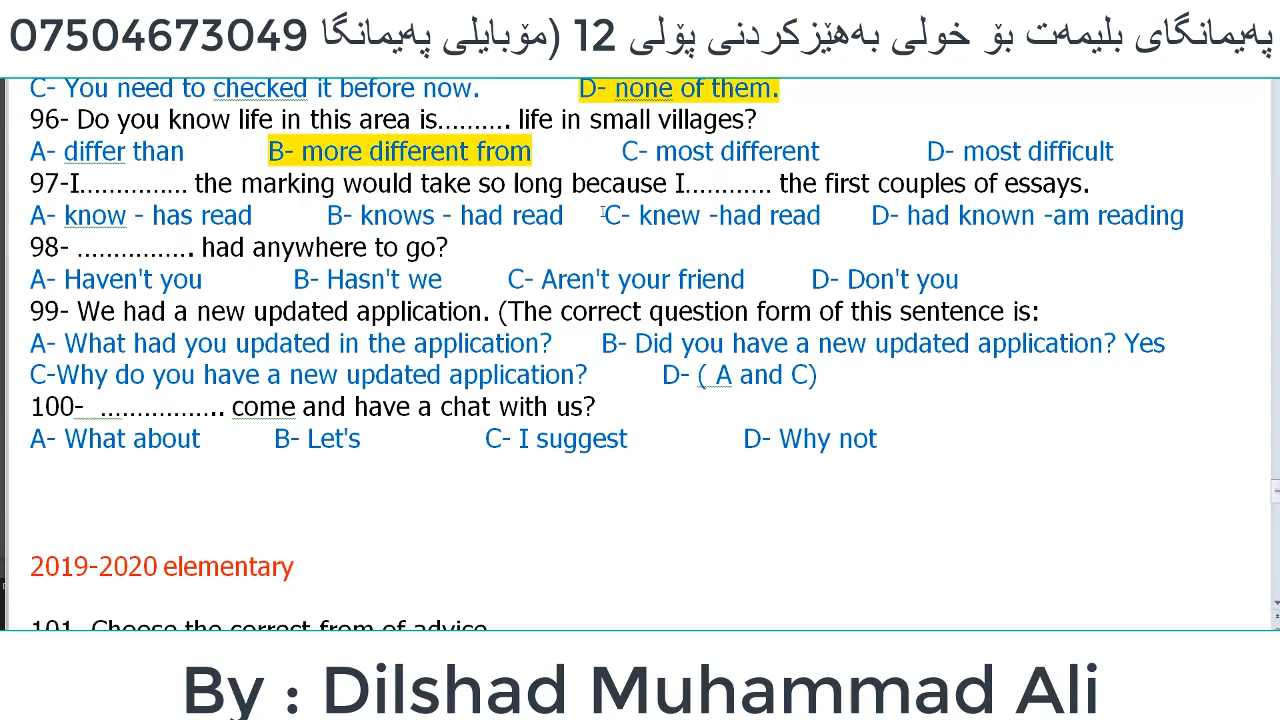 پەیمانگای بلیمەت بۆ خولی بەهێزکردنی پۆلی 12 (مۆبایلی پەیمانگا 07504673049
C- You need to checked it before now. D- none of them.
96- Do you know life in this area is.......... life in small villages?
A- differ than B- more different from C- most different D- most difficult
97-I............... the marking would take so long because I............ the first couples of essays.
A- know - has read B- knows - had read C- knew -had read D- had known -am reading
98- ................ had anywhere to go?
A- Haven't you B- Hasn't we C- Aren't your friend D- Don't you
99- We had a new updated application. (The correct question form of this sentence is:
A- What had you updated in the application? B- Did you have a new updated application? Yes
C-Why do you have a new updated application? D- ( A and C)
100- ................. come and have a chat with us?
A- What about B- Let's C- I suggest D- Why not
2019-2020 elementary
101- Choose the correct from of advice
By : Dilshad Muhammad Ali